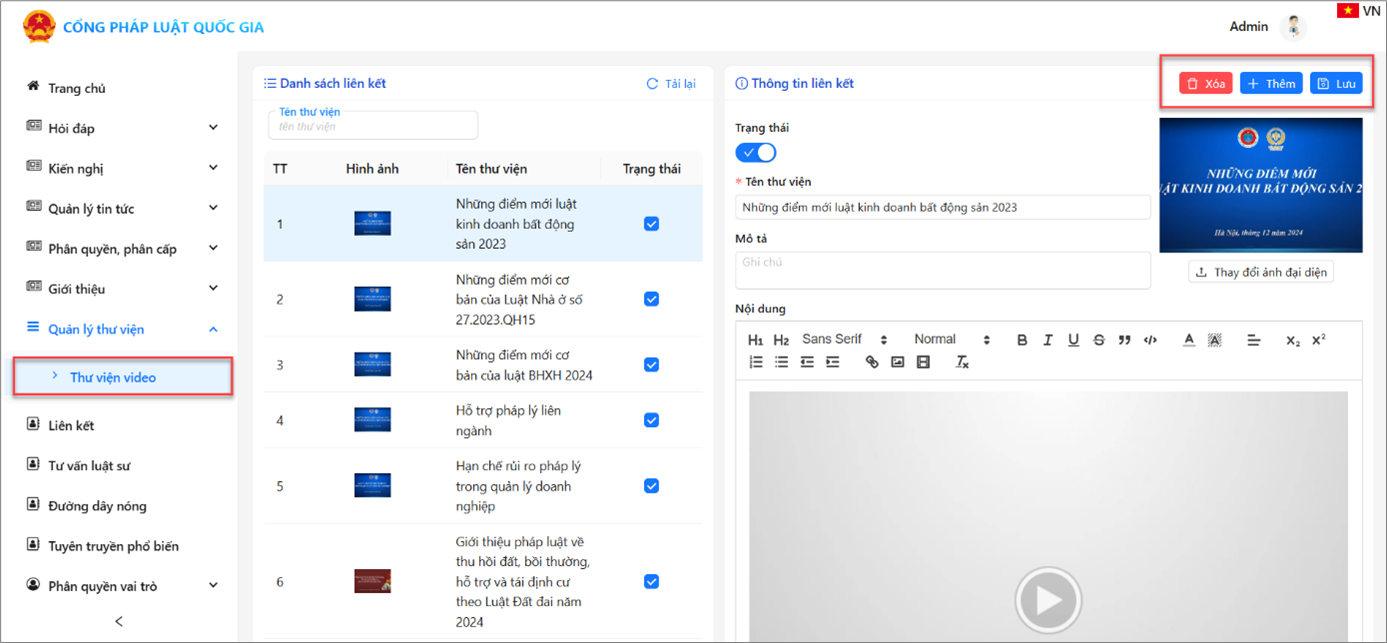 CỔNG PHÁP LUẬT QUỐC GIA
Admin
VN
Trang chủ
Hỏi đáp
Kiến nghị
Quản lý tin tức
Phân quyền, phân cấp
Giới thiệu
Quản lý thư viện
Thư viện video
Liên kết
Tư vấn luật sư
Đường dây nóng
Tuyên truyền phổ biến
Phân quyền vai trò
Danh sách liên kết
Tải lại
Tên thư viện
tên thư viện
TT Hình ảnh Tên thư viện Trạng thái
1
Những điểm mới luật
kinh doanh bất động
sản 2023
2
Những điểm mới cơ
bản của Luật Nhà ở số
27.2023.QH15
3
Những điểm mới cơ
bản của luật BHXH 2024
4
Hỗ trợ pháp lý liên
ngành
5
Hạn chế rủi ro pháp lý
trong quản lý doanh
nghiệp
6
Giới thiệu pháp luật về
thu hồi đất, bồi thường,
hỗ trợ và tái định cư
theo Luật Đất đai năm
2024
Thông tin liên kết
Xóa
Thêm
Lưu
Trạng thái
* Tên thư viện
Những điểm mới luật kinh doanh bất động sản 2023
Mô tả
Ghi chú
NHỮNG ĐIỂM MỚI
UẬT KINH DOANH BẤT ĐỘNG SẢN 2
Hà Nội, tháng 12 năm 2024
Thay đổi ảnh đại diện
Nội dung
H1 H2 Sans Serif Normal B I U S A A X2 X2
Tx